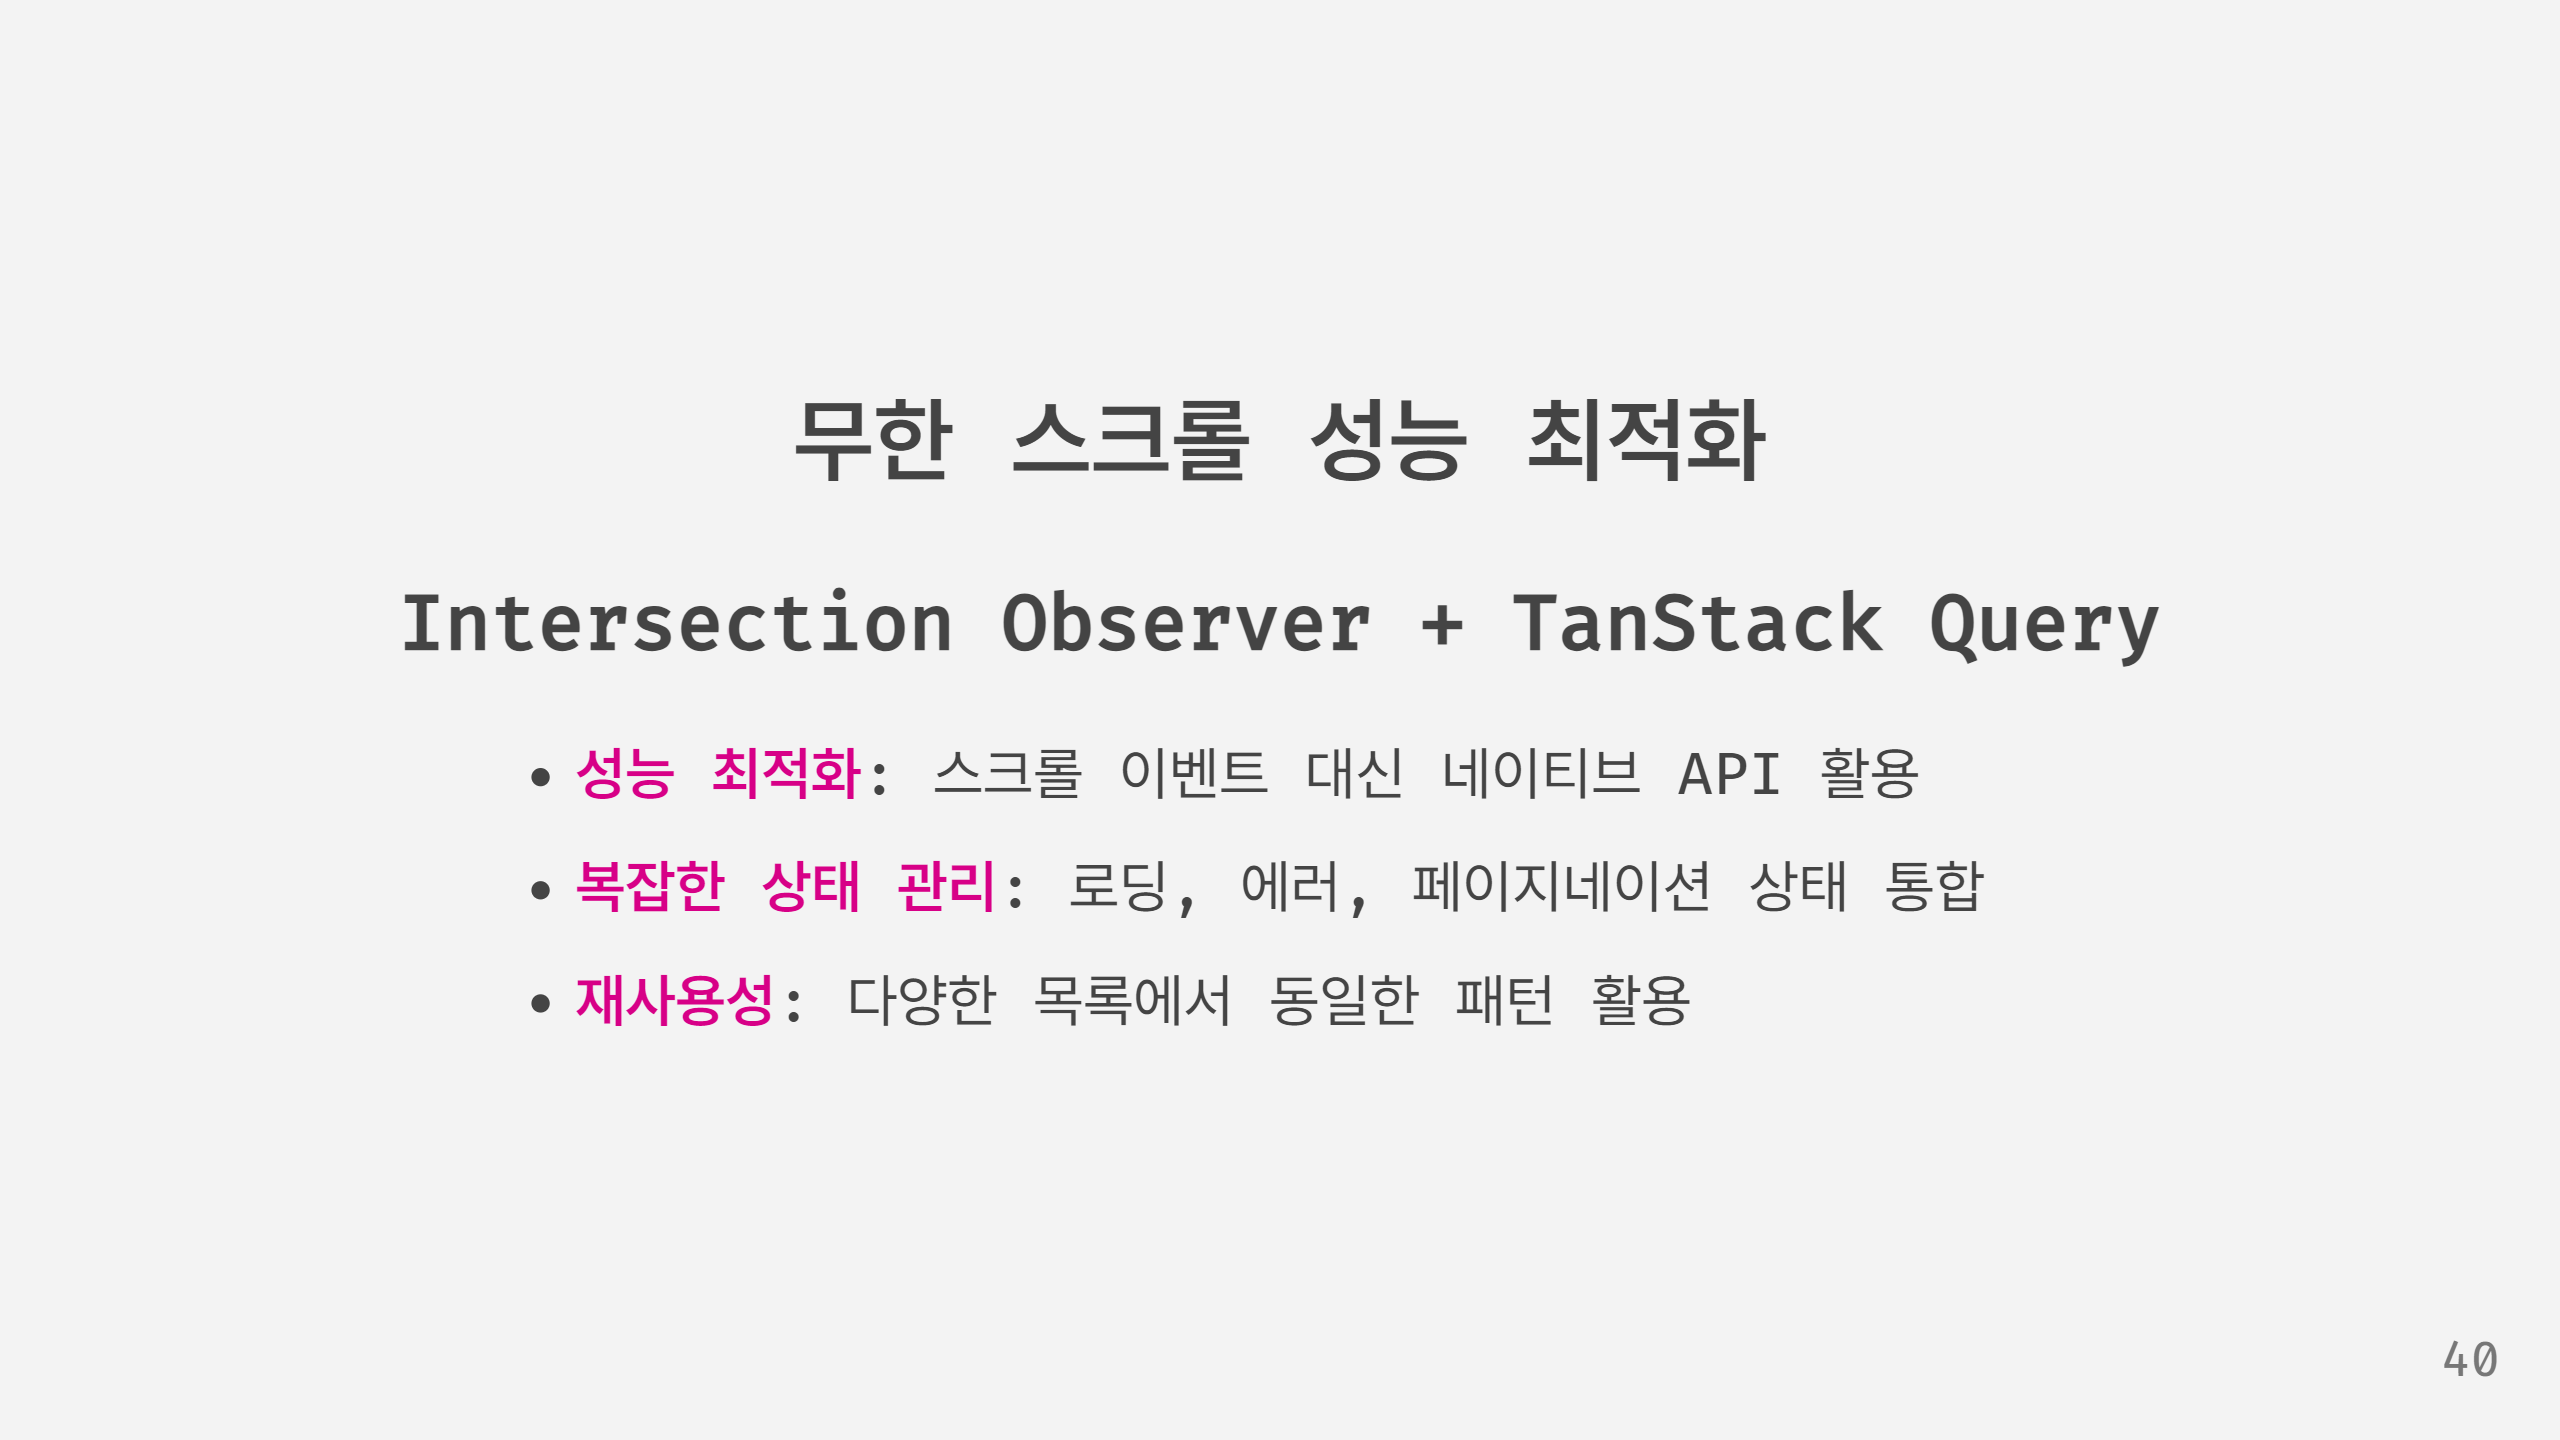 무한 스크롤 성능 최적화
Intersection Observer + TanStack Query
• 성능 최적화: 스크롤 이벤트 대신 네이티브 API 활용
• 복잡한 상태 관리: 로딩, 에러, 페이지네이션 상태 통합
• 재사용성: 다양한 목록에서 동일한 패턴 활용
40